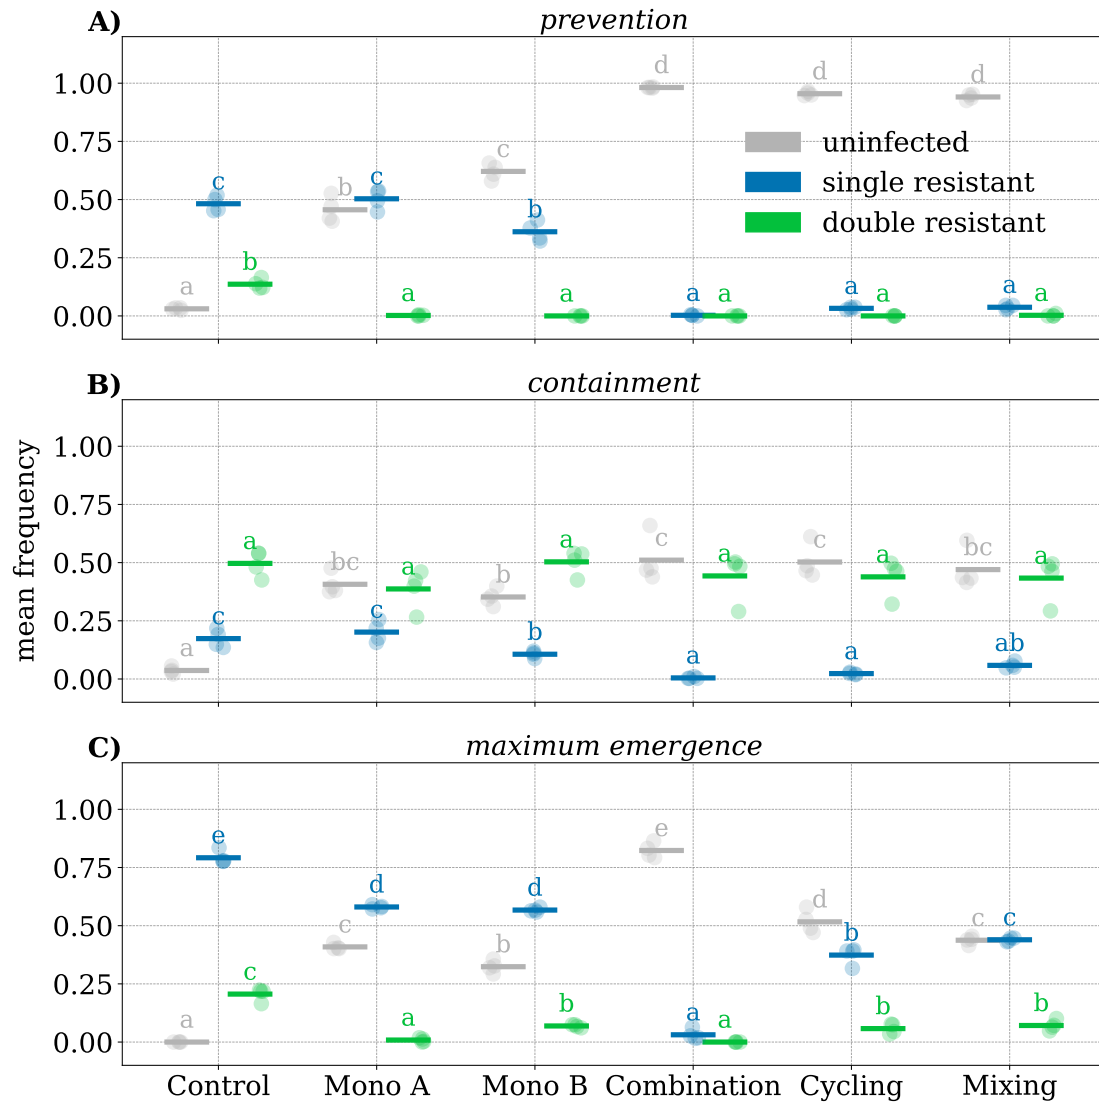 A) prevention
1.00
0.75
0.50
0.25
0.00
d d d
c c b c b
b a a a a a a a a a a
uninfected
single resistant
double resistant
B) containment
mean frequency
1.00
0.75
0.50
0.25
0.00
a bc a b a c a c a bc a
c c b
a a a ab
C) maximum emergence
1.00
0.75
0.50
0.25
0.00
e d d e d
c b b c c
c a b a a b b
a
Control Mono A Mono B Combination Cycling Mixing